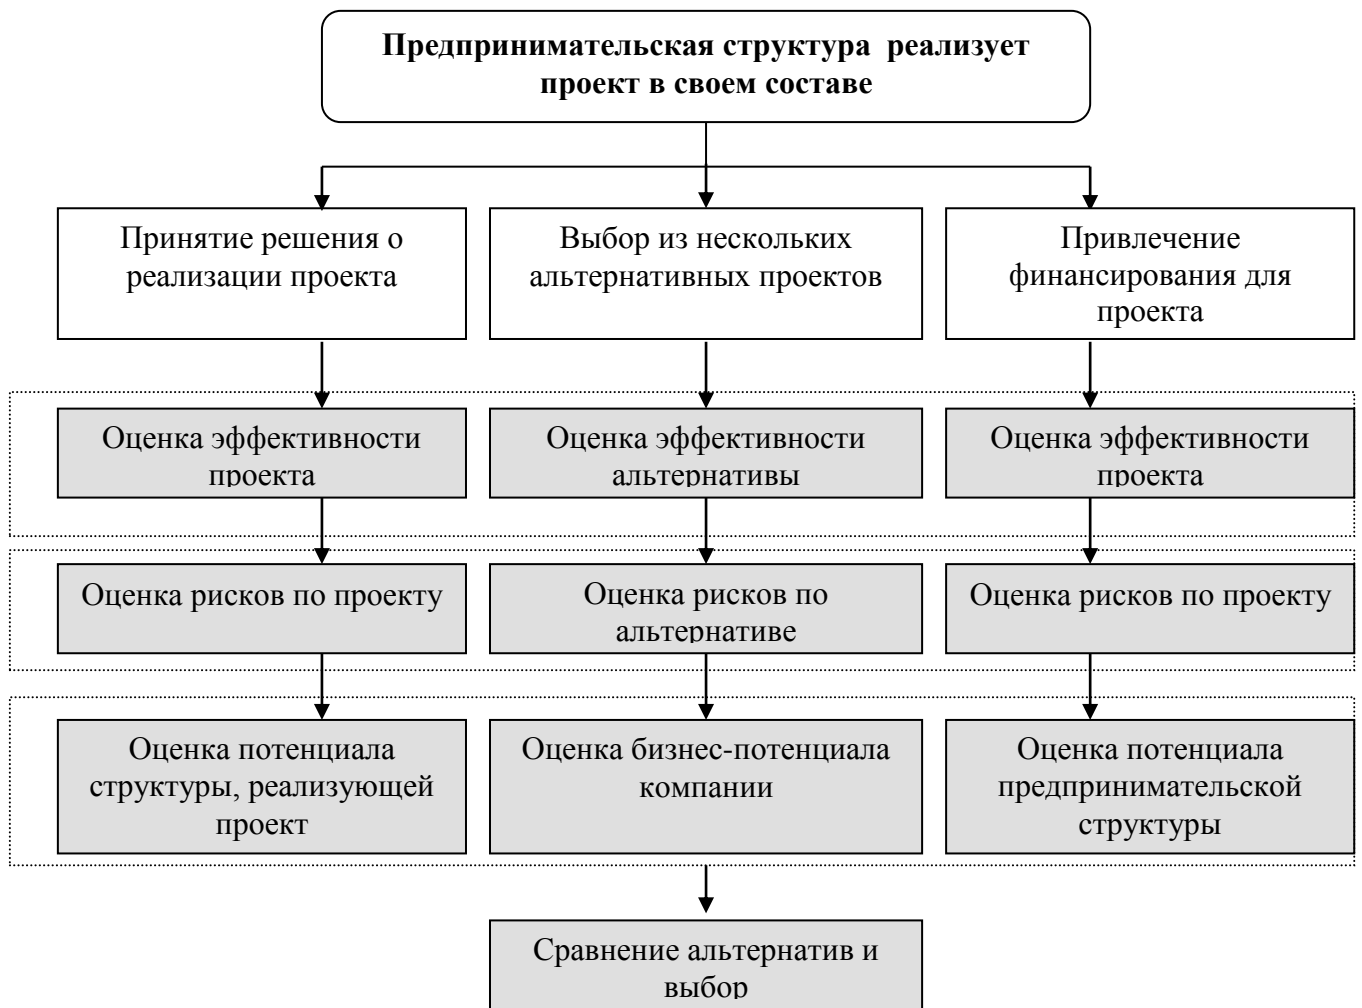 Предпринимательская структура реализует
проект в своем составе
Принятие решения о
реализации проекта
Выбор из нескольких
альтернативных проектов
Привлечение
финансирования для
проекта
Оценка эффективности
проекта
Оценка эффективности
альтернативы
Оценка эффективности
проекта
Оценка рисков по проекту
Оценка рисков по
альтернативе
Оценка рисков по проекту
Оценка потенциала
структуры, реализующей
проект
Оценка бизнес-потенциала
компании
Оценка потенциала
предпринимательской
структуры
Сравнение альтернатив и
выбор